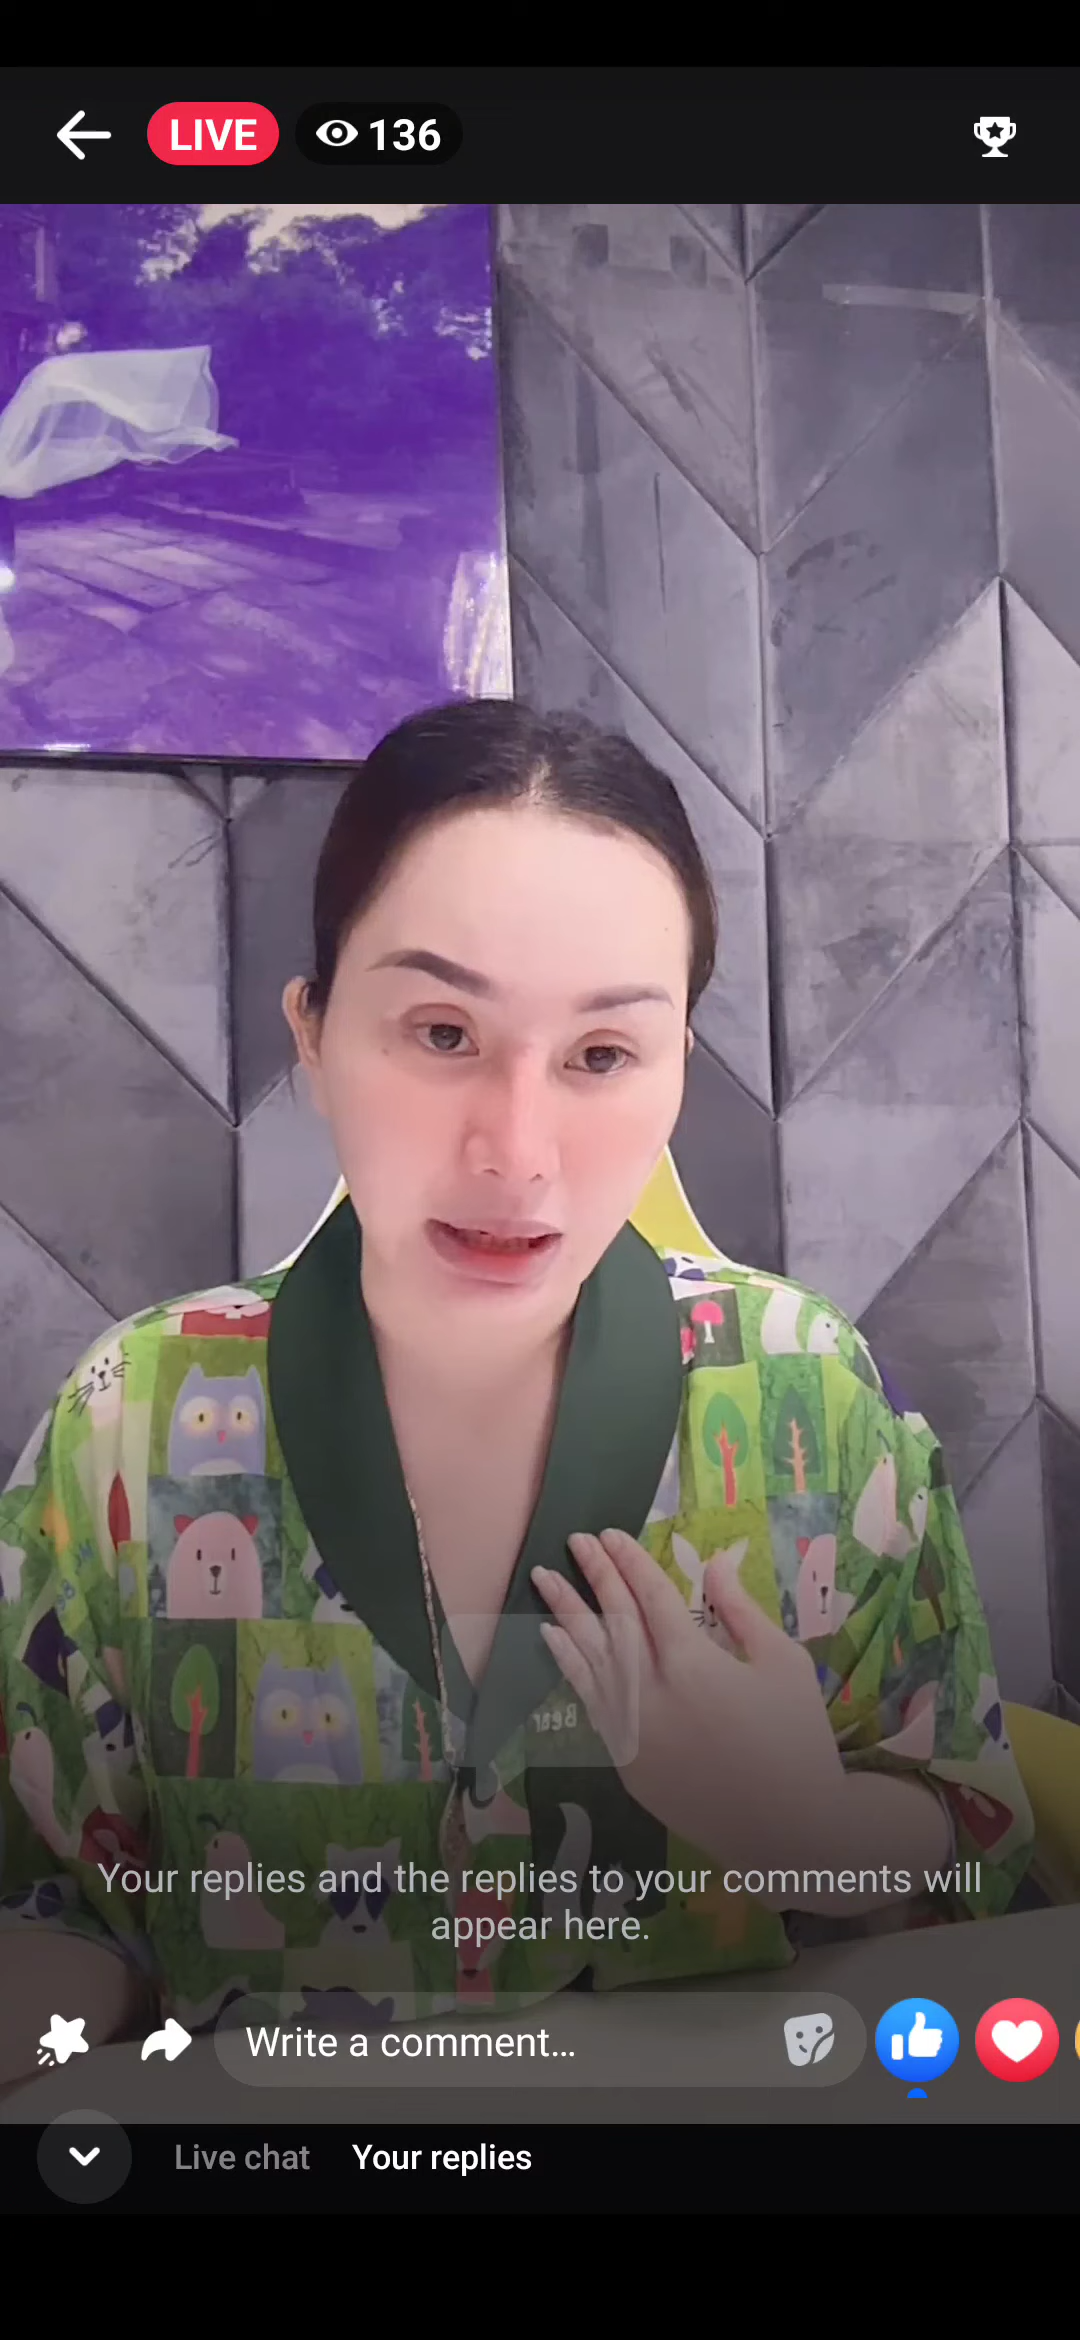 LIVE 136
Bear
Your replies and the replies to your comments will
appear here.
Write a comment...
Live chat Your replies